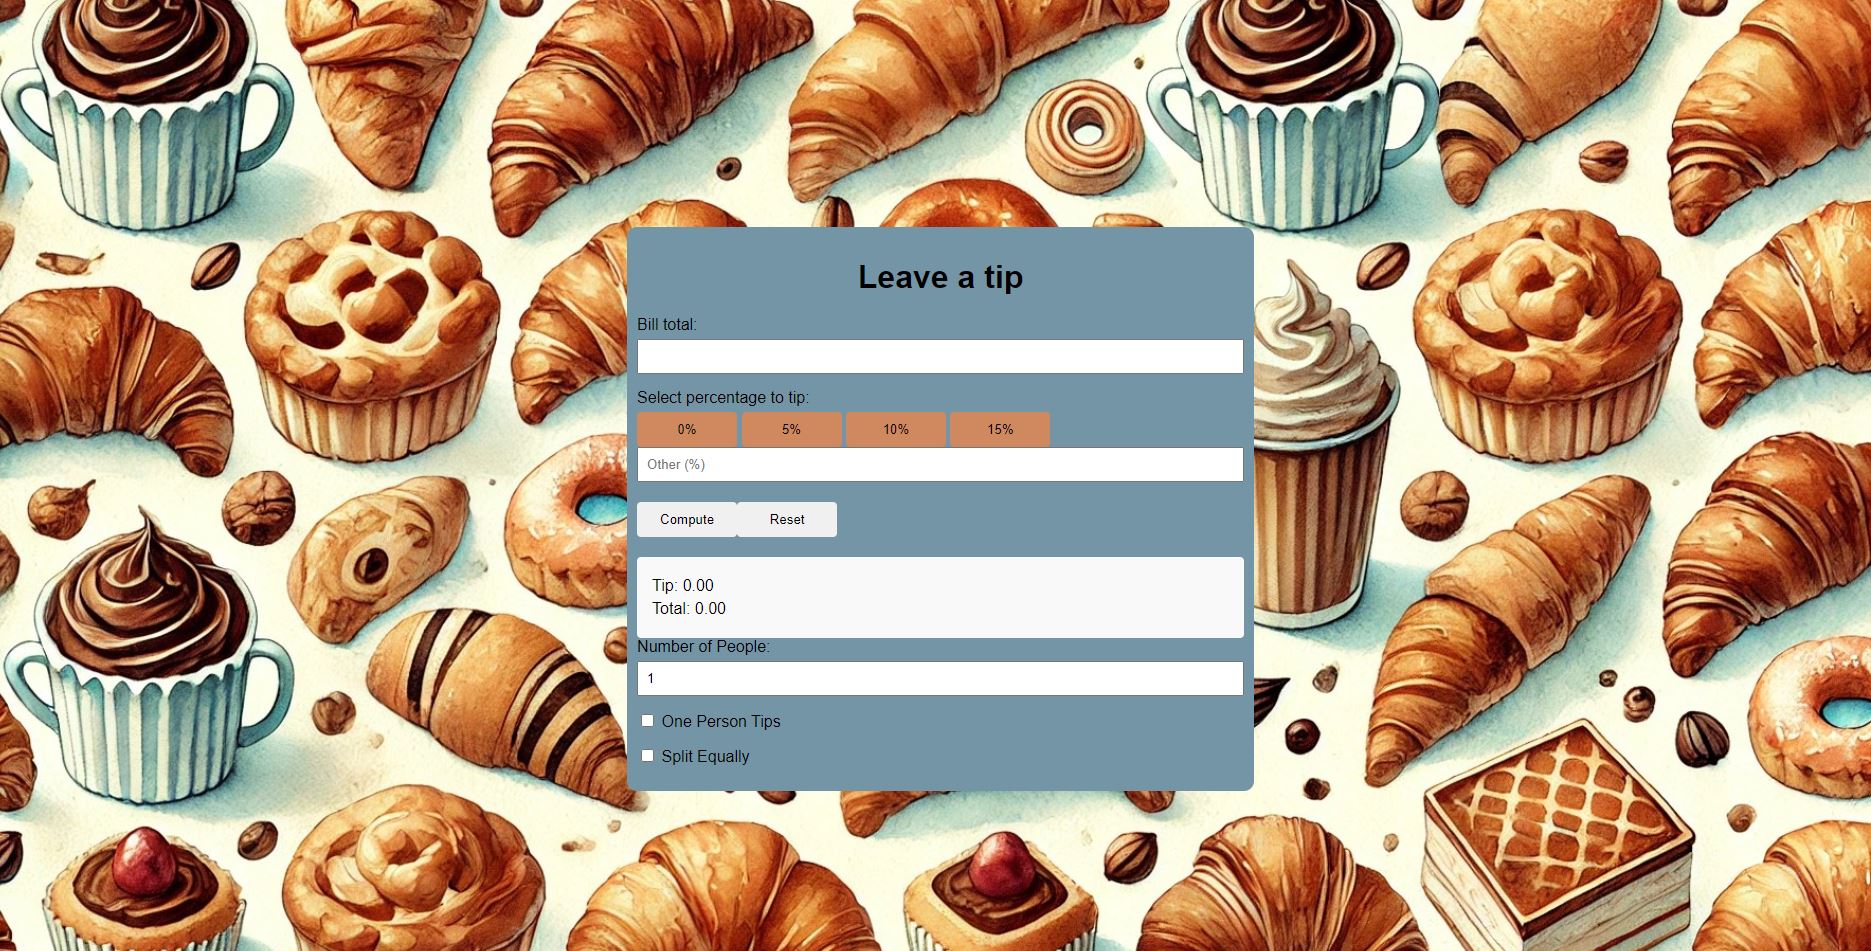 Leave a tip
Bill total:
Select percentage to tip:
0% 5% 10% 15%
Other (%)
Compute Reset
Tip: 0.00
Total: 0.00
Number of People:
1
One Person Tips
Split Equally